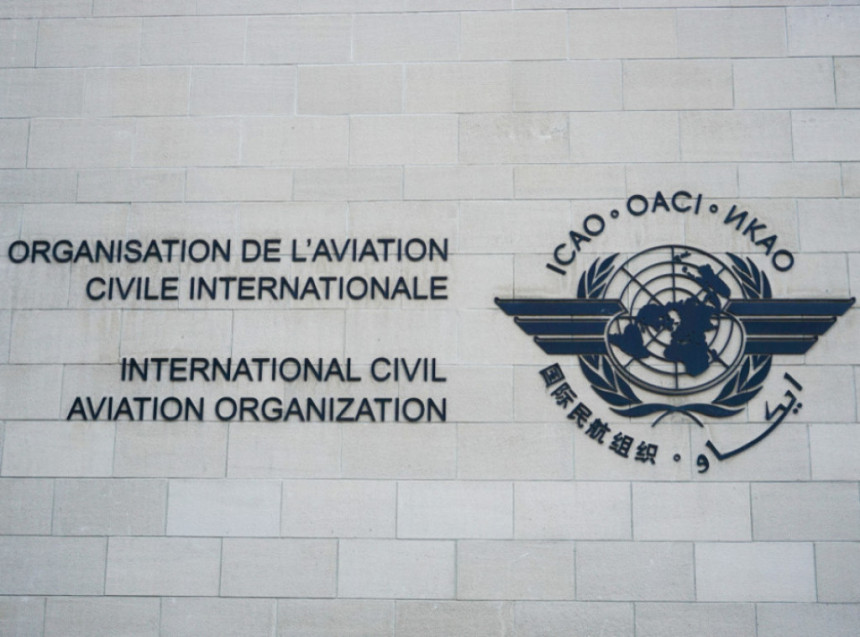 ORGANISATION DE L'AVIATION
CIVILE INTERNATIONALE
INTERNATIONAL CIVIL
AVIATION ORGANIZATION
ICAO ∘ OACI ∘ ИКАО
国际民航组织 ∘ ايكاو